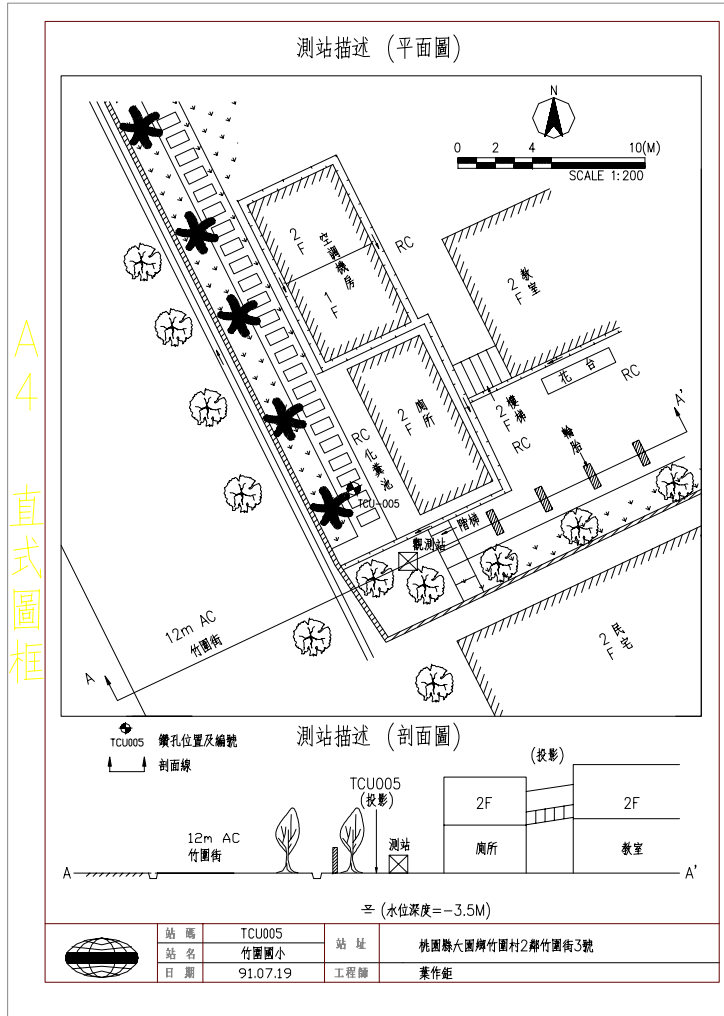 測站描述 (平面圖)
N
0 2 4 10(M)
SCALE 1:200
2F
空調機房
1F
RC
2F
教室
花台
RC
A'
2F
樓梯
RC
輪胎
2F
廁所
RC
化糞池
TCU-005
階梯
觀測站
12m AC
竹圍街
2F
民宅
A
A4 直式圖框
TCU005 鑽孔位置及編號
剖面線
測站描述 (剖面圖)
(投影)
TCU005
(投影)
2F
2F
12m AC
竹圍街
測站
廁所
教室
A
A'
(水位深度=-3.5M)
站 碼 TCU005
站 名 竹圍國小
站 址 桃園縣大園鄉竹圍村2鄰竹圍街3號
日 期 91.07.19
工程師 葉作鉅